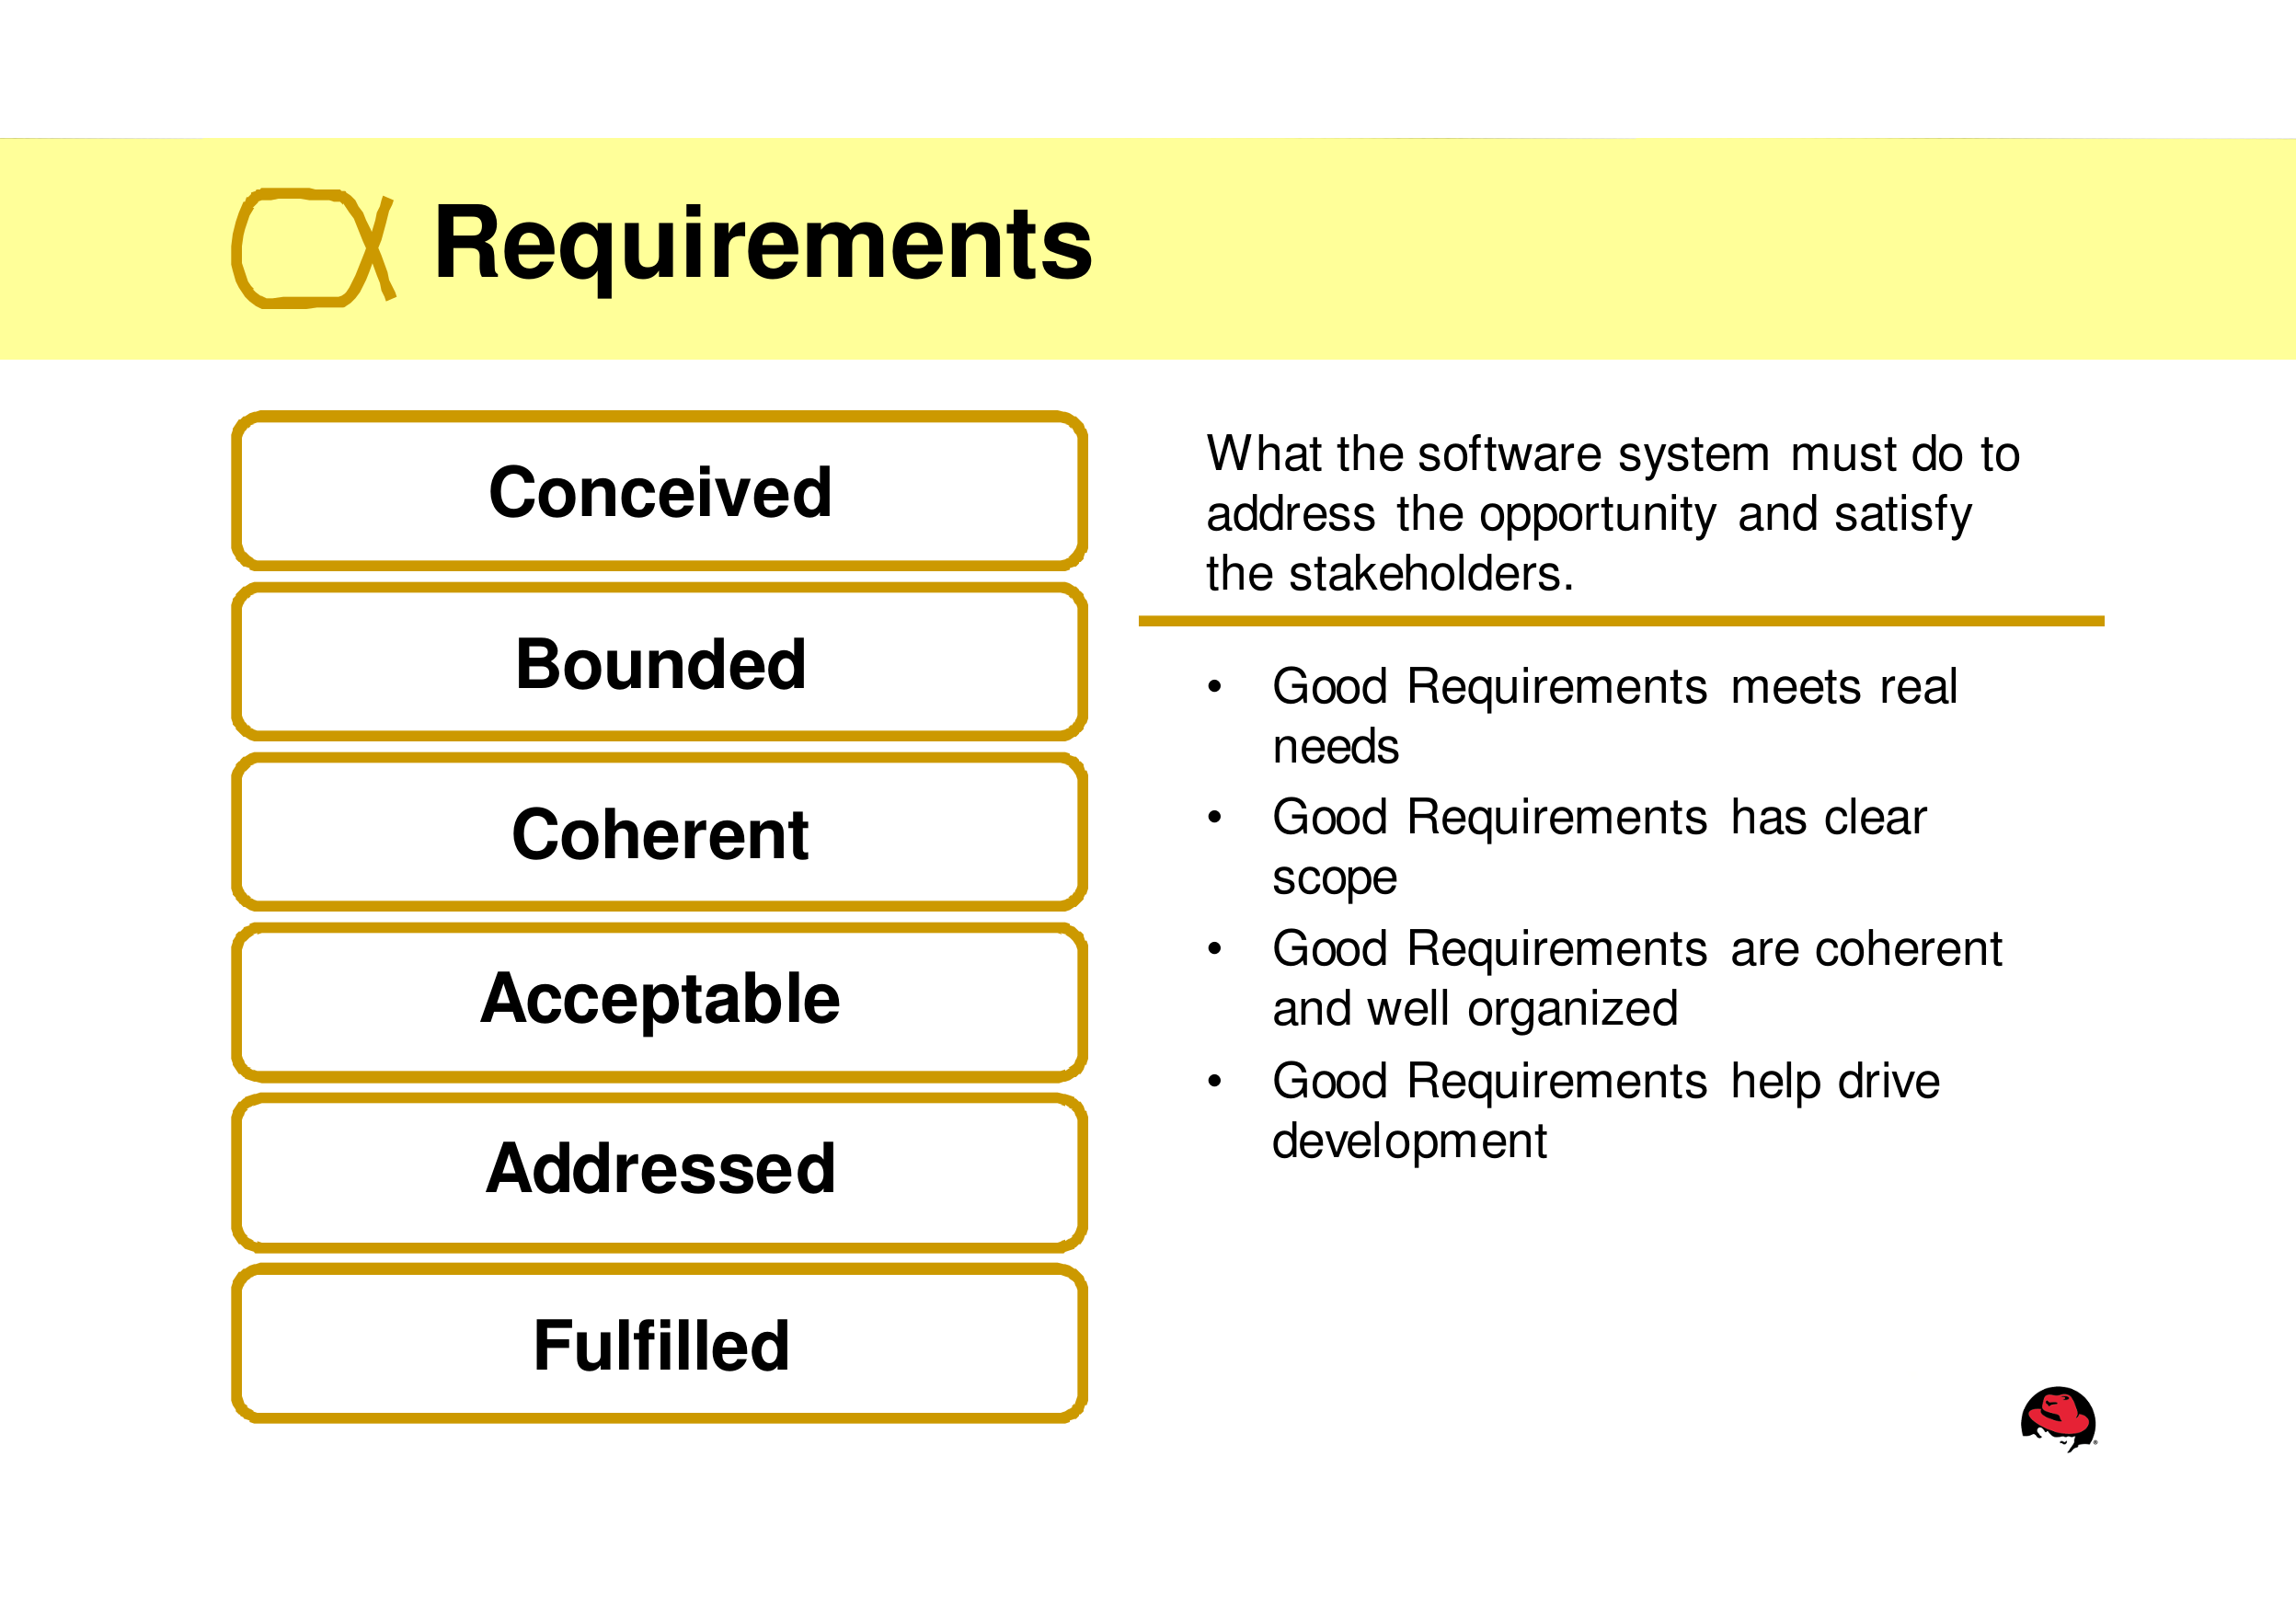 Requirements
Conceived
Bounded
Coherent
Acceptable
Addressed
Fulfilled
What the software system must do to
address the opportunity and satisfy
the stakeholders.
• Good Requirements meets real
needs
• Good Requirements has clear
scope
• Good Requirements are coherent
and well organized
• Good Requirements help drive
development
®